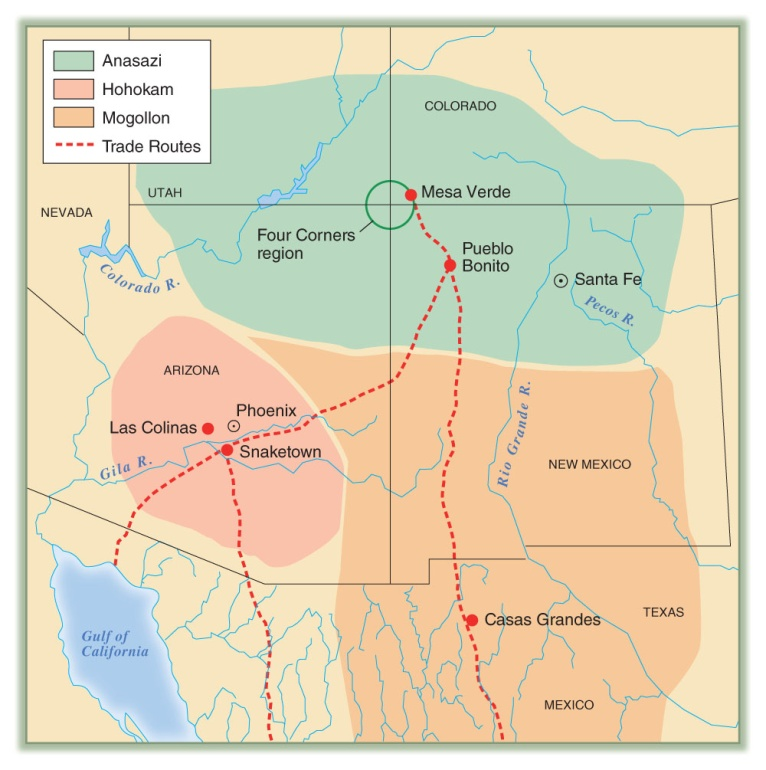 Anasazi
Hohokam
Mogollon
Trade Routes
COLORADO
UTAH
Mesa Verde
NEVADA
Four Corners
region
Pueblo
Bonito
Colorado R.
Santa Fe
Pecos R.
ARIZONA
Phoenix
Las Colinas
Rio Grande R.
Snaketown
Gila R.
NEW MEXICO
Casas Grandes
TEXAS
Gulf of
California
MEXICO